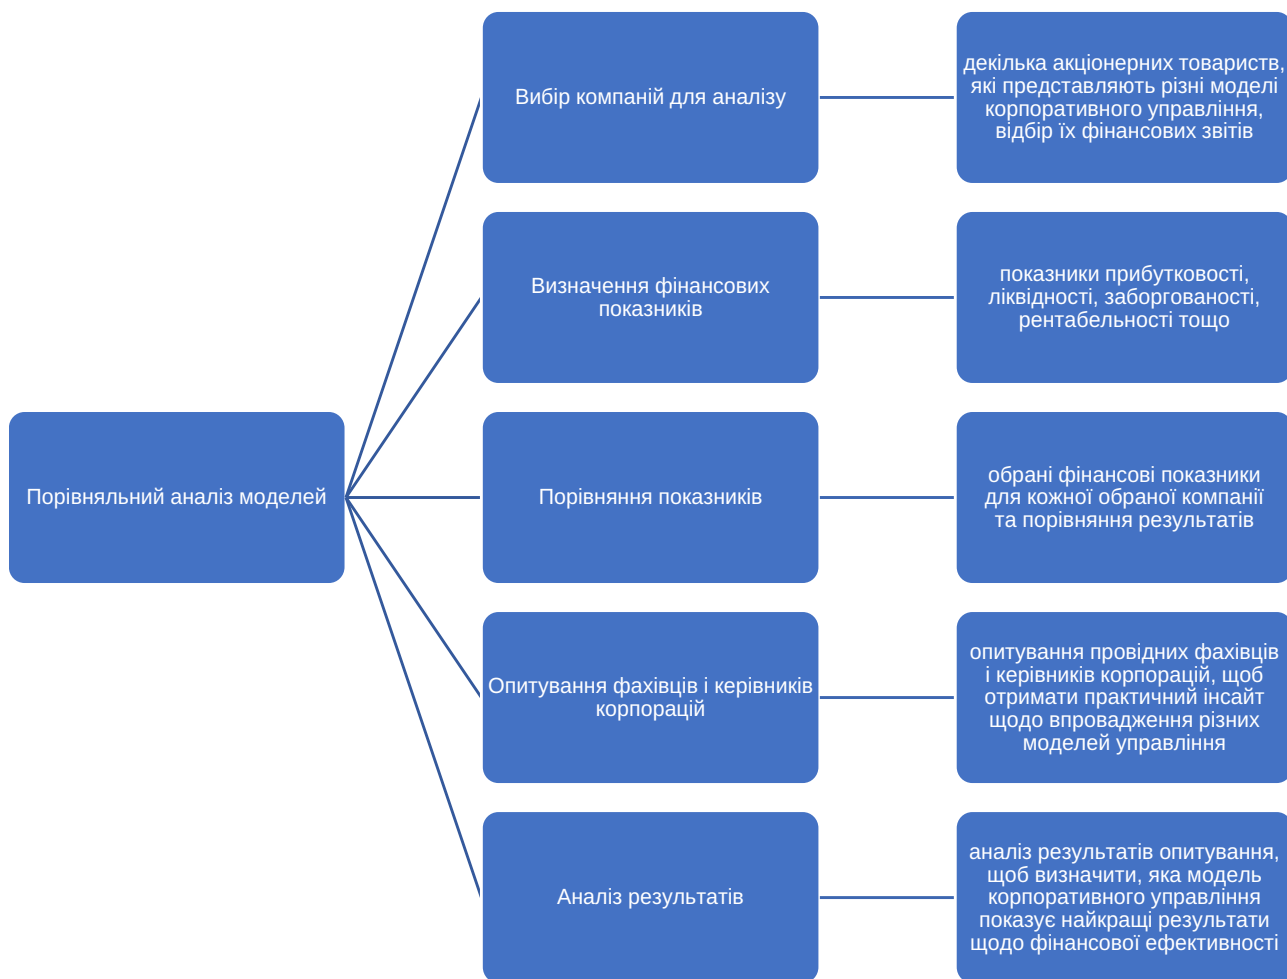 Порівняльний аналіз моделей
Вибір компаній для аналізу
декілька акціонерних товариств,
які представляють різні моделі
корпоративного управління,
відбір їх фінансових звітів
Визначення фінансових
показників
показники прибутковості,
ліквідності, заборгованості,
рентабельності тощо
Порівняння показників
обрані фінансові показники
для кожної обраної компанії
та порівняння результатів
Опитування фахівців і керівників
корпорацій
опитування провідних фахівців
і керівників корпорацій, щоб
отримати практичний інсайт
щодо впровадження різних
моделей управління
Аналіз результатів
аналіз результатів опитування,
щоб визначити, яка модель
корпоративного управління
показує найкращі результати
щодо фінансової ефективності